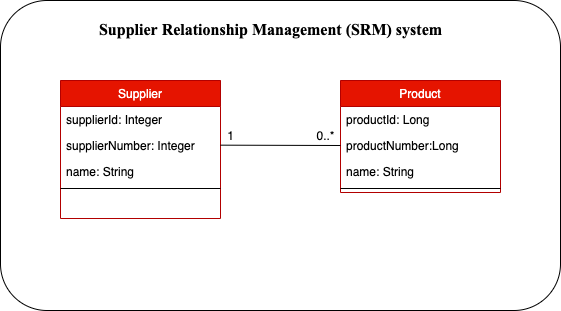 Supplier Relationship Management (SRM) system
Supplier
supplierId: Integer
supplierNumber: Integer
name: String
1
0..*
Product
productId: Long
productNumber:Long
name: String